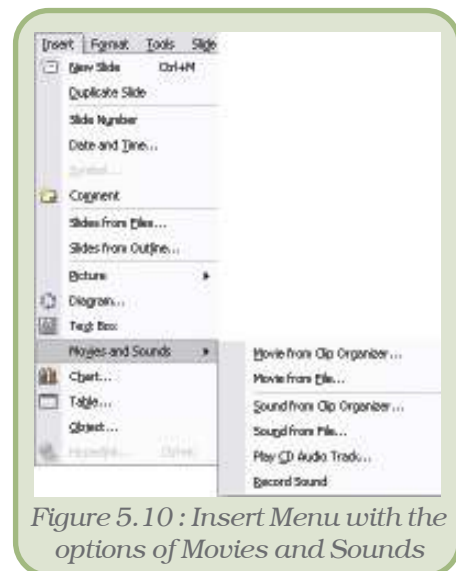 Insert Format Tools Slide
New Slide Ctrl+M
Duplicate Slide
Slide Number
Date and Time...
Symbol...
Comment
Slides from Files...
Slides from Outline...
Picture
Diagram...
Text Box
Movies and Sounds
Movie from Clip Organizer...
Movie from File...
Sound from Clip Organizer...
Sound from File...
Play CD Audio Track...
Record Sound
Chart...
Table...
Object...
Hyperlink...
Figure 5.10 : Insert Menu with the
options of Movies and Sounds